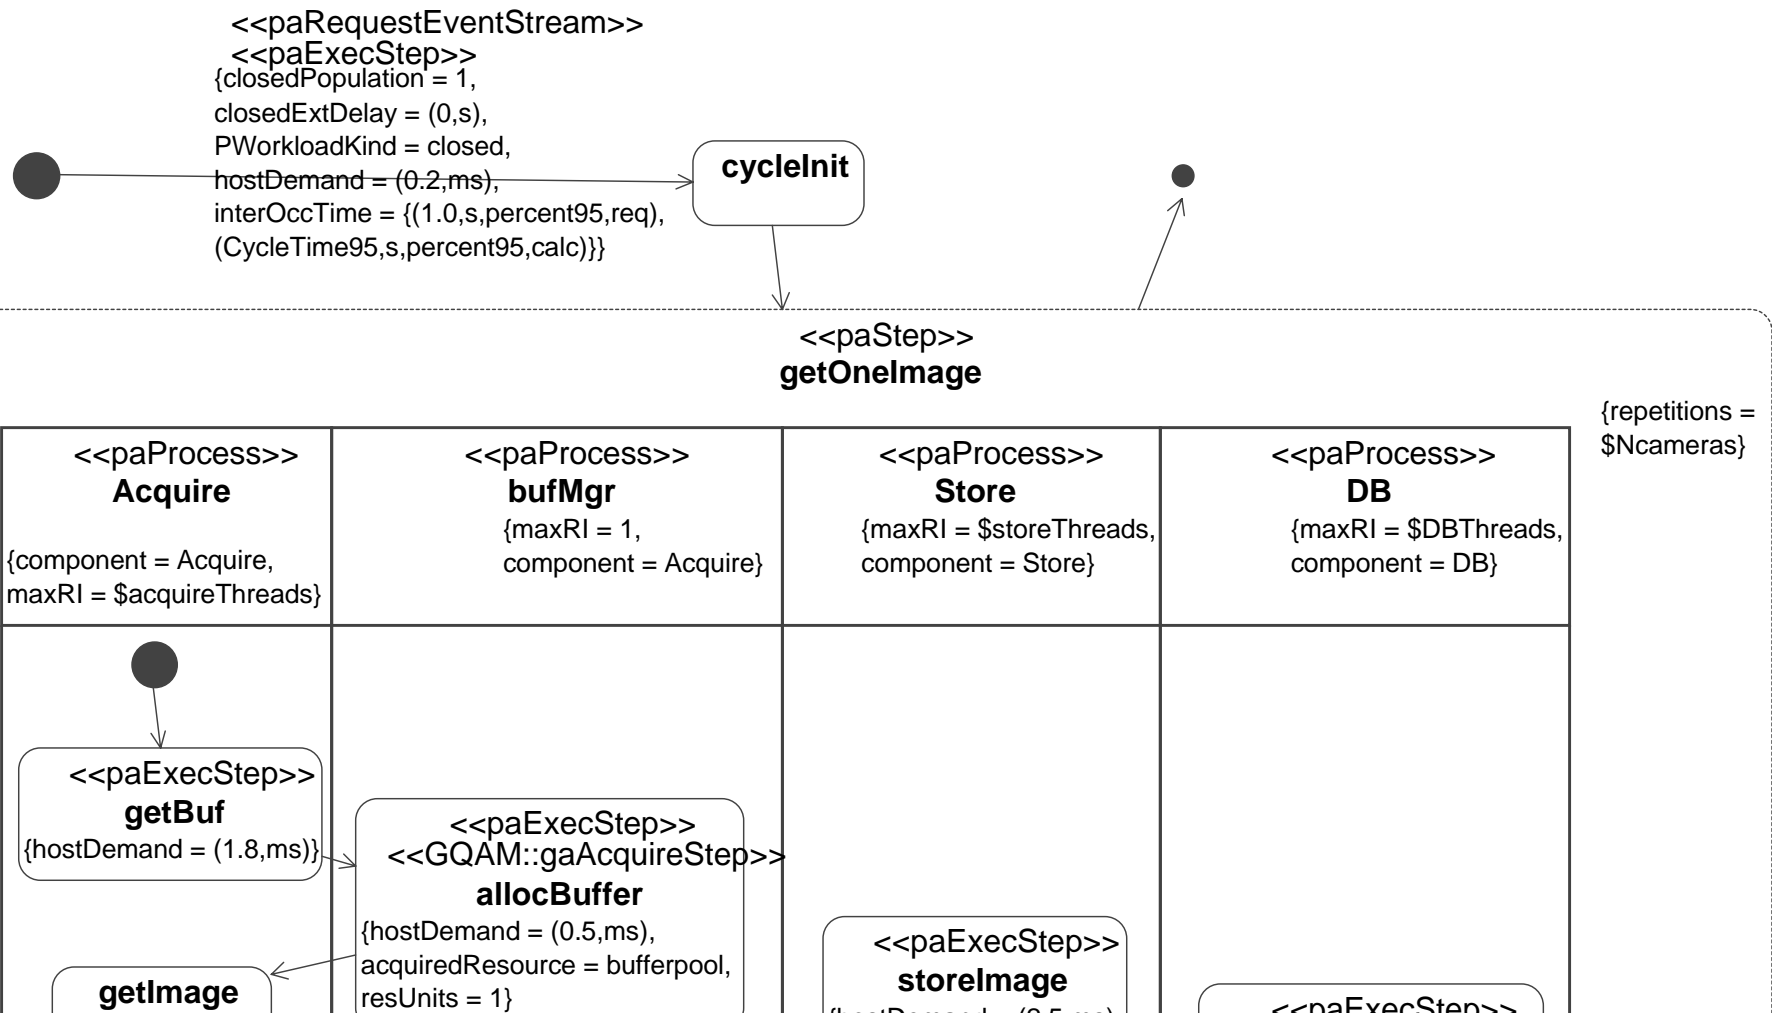 <<paRequestEventStream>>
<<paExecStep>>
{closedPopulation = 1,
closedExtDelay = (0,s),
PWorkloadKind = closed,
hostDemand = (0.2,ms),
interOccTime = {(1.0,s,percent95,req),
(CycleTime95,s,percent95,calc)}}
cycleInit
<<paStep>>
getOneImage
{repetitions =
$Ncameras}
<<paProcess>>
Acquire
{component = Acquire,
maxRI = $acquireThreads}
<<paProcess>>
bufMgr
{maxRI = 1,
component = Acquire}
<<paProcess>>
Store
{maxRI = $storeThreads,
component = Store}
<<paProcess>>
DB
{maxRI = $DBThreads,
component = DB}
<<paExecStep>>
getBuf
{hostDemand = (1.8,ms)}
<<paExecStep>>
<<GQAM::gaAcquireStep>>
allocBuffer
{hostDemand = (0.5,ms),
acquiredResource = bufferpool,
resUnits = 1}
getImage
<<paExecStep>>
storeImage
<<paExecStep>>